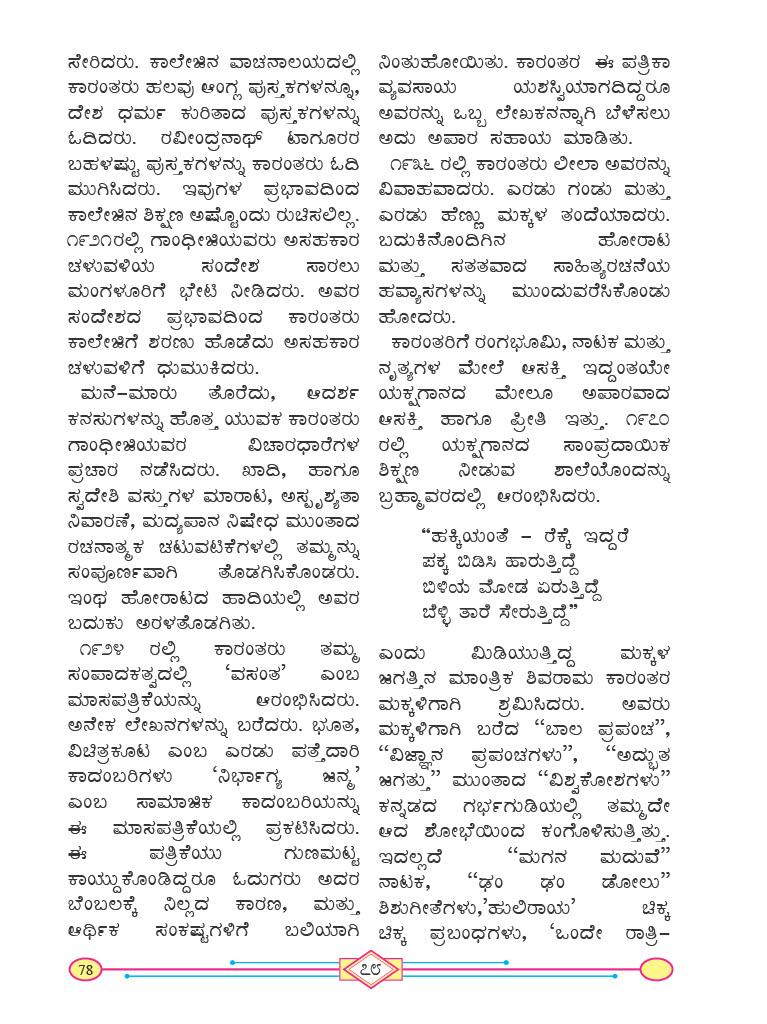 ಸೇರಿದರು. ಕಾಲೇಜಿನ ವಾಚನಾಲಯದಲ್ಲಿ
ಕಾರಂತರು ಹಲವು ಆಂಗ್ಲ ಪುಸ್ತಕಗಳನ್ನೂ,
ದೇಶ ಧರ್ಮ ಕುರಿತಾದ ಪುಸ್ತಕಗಳನ್ನು
ಓದಿದರು. ರವೀಂದ್ರನಾಥ್ ಟಾಗೂರರ
ಬಹಳಷ್ಟು ಪುಸ್ತಕಗಳನ್ನು ಕಾರಂತರು ಓದಿ
ಮುಗಿಸಿದರು. ಇವುಗಳ ಪ್ರಭಾವದಿಂದ
ಕಾಲೇಜಿನ ಶಿಕ್ಷಣ ಅಷ್ಟೊಂದು ರುಚಿಸಲಿಲ್ಲ.
೧೯೨೧ರಲ್ಲಿ ಗಾಂಧೀಜಿಯವರು ಅಸಹಕಾರ
ಚಳುವಳಿಯ ಸಂದೇಶ ಸಾರಲು
ಮಂಗಳೂರಿಗೆ ಭೇಟಿ ನೀಡಿದರು. ಅವರ
ಸಂದೇಶದ ಪ್ರಭಾವದಿಂದ ಕಾರಂತರು
ಕಾಲೇಜಿಗೆ ಶರಣು ಹೊಡೆದು ಅಸಹಕಾರ
ಚಳುವಳಿಗೆ ಧುಮುಕಿದರು.
ಮನೆ–ಮಾರು ತೊರೆದು, ಆದರ್ಶ
ಕನಸುಗಳನ್ನು ಹೊತ್ತ ಯುವಕ ಕಾರಂತರು
ಗಾಂಧೀಜಿಯವರ ವಿಚಾರಧಾರೆಗಳ
ಪ್ರಚಾರ ನಡೆಸಿದರು. ಖಾದಿ, ಹಾಗೂ
ಸ್ವದೇಶಿ ವಸ್ತುಗಳ ಮಾರಾಟ, ಅಸ್ಪೃಶ್ಯತಾ
ನಿವಾರಣೆ, ಮದ್ಯಪಾನ ನಿಷೇಧ ಮುಂತಾದ
ರಚನಾತ್ಮಕ ಚಟುವಟಿಕೆಗಳಲ್ಲಿ ತಮ್ಮನ್ನು
ಸಂಪೂರ್ಣವಾಗಿ ತೊಡಗಿಸಿಕೊಂಡರು.
ಇಂಥ ಹೋರಾಟದ ಹಾದಿಯಲ್ಲಿ ಅವರ
ಬದುಕು ಅರಳತೊಡಗಿತು.
೧೯೨೪ ರಲ್ಲಿ ಕಾರಂತರು ತಮ್ಮ
ಸಂಪಾದಕತ್ವದಲ್ಲಿ ‘ವಸಂತ’ ಎಂಬ
ಮಾಸಪತ್ರಿಕೆಯನ್ನು ಆರಂಭಿಸಿದರು.
ಅನೇಕ ಲೇಖನಗಳನ್ನು ಬರೆದರು. ಭೂತ,
ವಿಚಿತ್ರಕೂಟ ಎಂಬ ಎರಡು ಪತ್ತೆದಾರಿ
ಕಾದಂಬರಿಗಳು ‘ನಿರ್ಭಾಗ್ಯ ಜನ್ಮ’
ಎಂಬ ಸಾಮಾಜಿಕ ಕಾದಂಬರಿಯನ್ನು
ಈ ಮಾಸಪತ್ರಿಕೆಯಲ್ಲಿ ಪ್ರಕಟಿಸಿದರು.
ಈ ಪತ್ರಿಕೆಯು ಗುಣಮಟ್ಟ
ಕಾಯ್ದುಕೊಂಡಿದ್ದರೂ ಓದುಗರು ಅದರ
ಬೆಂಬಲಕ್ಕೆ ನಿಲ್ಲದ ಕಾರಣ, ಮತ್ತು
ಆರ್ಥಿಕ ಸಂಕಷ್ಟಗಳಿಗೆ ಬಲಿಯಾಗಿ
ನಿಂತುಹೋಯಿತು. ಕಾರಂತರ ಈ ಪತ್ರಿಕಾ
ವ್ಯವಸಾಯ ಯಶಸ್ವಿಯಾಗದಿದ್ದರೂ
ಅವರನ್ನು ಒಬ್ಬ ಲೇಖಕನನ್ನಾಗಿ ಬೆಳೆಸಲು
ಅದು ಅಪಾರ ಸಹಾಯ ಮಾಡಿತು.
೧೯೩೬ ರಲ್ಲಿ ಕಾರಂತರು ಲೀಲಾ ಅವರನ್ನು
ವಿವಾಹವಾದರು. ಎರಡು ಗಂಡು ಮತ್ತು
ಎರಡು ಹೆಣ್ಣು ಮಕ್ಕಳ ತಂದೆಯಾದರು.
ಬದುಕಿನೊಂದಿಗಿನ ಹೋರಾಟ
ಮತ್ತು ಸತತವಾದ ಸಾಹಿತ್ಯರಚನೆಯ
ಹವ್ಯಾಸಗಳನ್ನು ಮುಂದುವರೆಸಿಕೊಂಡು
ಹೋದರು.
ಕಾರಂತರಿಗೆ ರಂಗಭೂಮಿ, ನಾಟಕ ಮತ್ತು
ನೃತ್ಯಗಳ ಮೇಲೆ ಆಸಕ್ತಿ ಇದ್ದಂತಯೇ
ಯಕ್ಷಗಾನದ ಮೇಲೂ ಅಪಾರವಾದ
ಆಸಕ್ತಿ ಹಾಗೂ ಪ್ರೀತಿ ಇತ್ತು. ೧೯೭೦
ರಲ್ಲಿ ಯಕ್ಷಗಾನದ ಸಾಂಪ್ರದಾಯಿಕ
ಶಿಕ್ಷಣ ನೀಡುವ ಶಾಲೆಯೊಂದನ್ನು
ಬ್ರಹ್ಮಾವರದಲ್ಲಿ ಆರಂಭಿಸಿದರು.
“ಹಕ್ಕಿಯಂತೆ – ರೆಕ್ಕೆ ಇದ್ದರೆ
ಪಕ್ಕ ಬಿಡಿಸಿ ಹಾರುತ್ತಿದ್ದೆ
ಬಿಳಿಯ ಮೋಡ ಏರುತ್ತಿದ್ದೆ
ಬೆಳ್ಳಿ ತಾರೆ ಸೇರುತ್ತಿದ್ದೆ”
ಎಂದು ಮಿಡಿಯುತ್ತಿದ್ದ ಮಕ್ಕಳ
ಜಗತ್ತಿನ ಮಾಂತ್ರಿಕ ಶಿವರಾಮ ಕಾರಂತರ
ಮಕ್ಕಳಿಗಾಗಿ ಶ್ರಮಿಸಿದರು. ಅವರು
ಮಕ್ಕಳಿಗಾಗಿ ಬರೆದ “ಬಾಲ ಪ್ರಪಂಚ”,
“ವಿಜ್ಞಾನ ಪ್ರಪಂಚಗಳು”, “ಅದ್ಭುತ
ಜಗತ್ತು” ಮುಂತಾದ “ವಿಶ್ವಕೋಶಗಳು”
ಕನ್ನಡದ ಗರ್ಭಗುಡಿಯಲ್ಲಿ ತಮ್ಮದೇ
ಆದ ಶೋಭೆಯಿಂದ ಕಂಗೊಳಿಸುತ್ತಿತ್ತು.
ಇದಲ್ಲದೆ “ಮಗನ ಮದುವೆ”
ನಾಟಕ, “ಢಂ ಢಂ ಡೋಲು”
ಶಿಶುಗೀತೆಗಳು,’ಹುಲಿರಾಯ’ ಚಿಕ್ಕ
ಚಿಕ್ಕ ಪ್ರಬಂಧಗಳು, ‘ಒಂದೇ ರಾತ್ರಿ–
78
೭೮